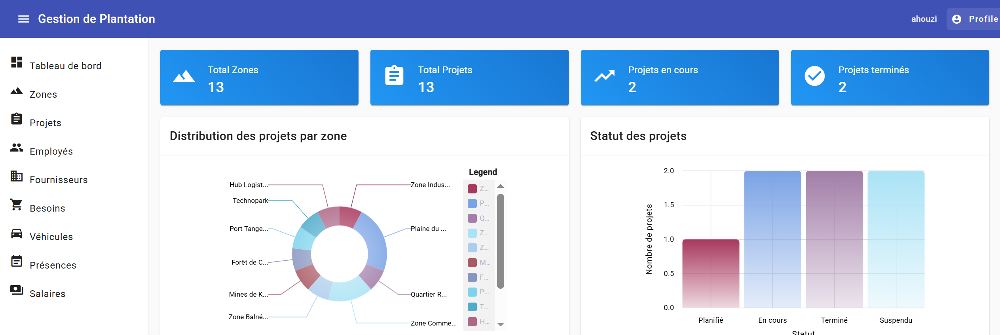 Gestion de Plantation
ahouzi
Profile
Tableau de bord
Zones
Projets
Employés
Fournisseurs
Besoins
Véhicules
Présences
Salaires
Total Zones
13
Total Projets
13
Projets en cours
2
Projets terminés
2
Distribution des projets par zone
Hub Logist...
Technopark
Port Tange...
Forêt de C...
Mines de K...
Zone Balné...
Zone Indus...
Plaine du ...
Quartier R...
Zone Comme...
Legend
Z...
P...
Q...
Z...
Z...
M...
F...
P...
T...
H...
Statut des projets
Nombre de projets
2.0
1.5
1.0
0.5
0.0
Planifié
En cours
Terminé
Suspendu
Statut